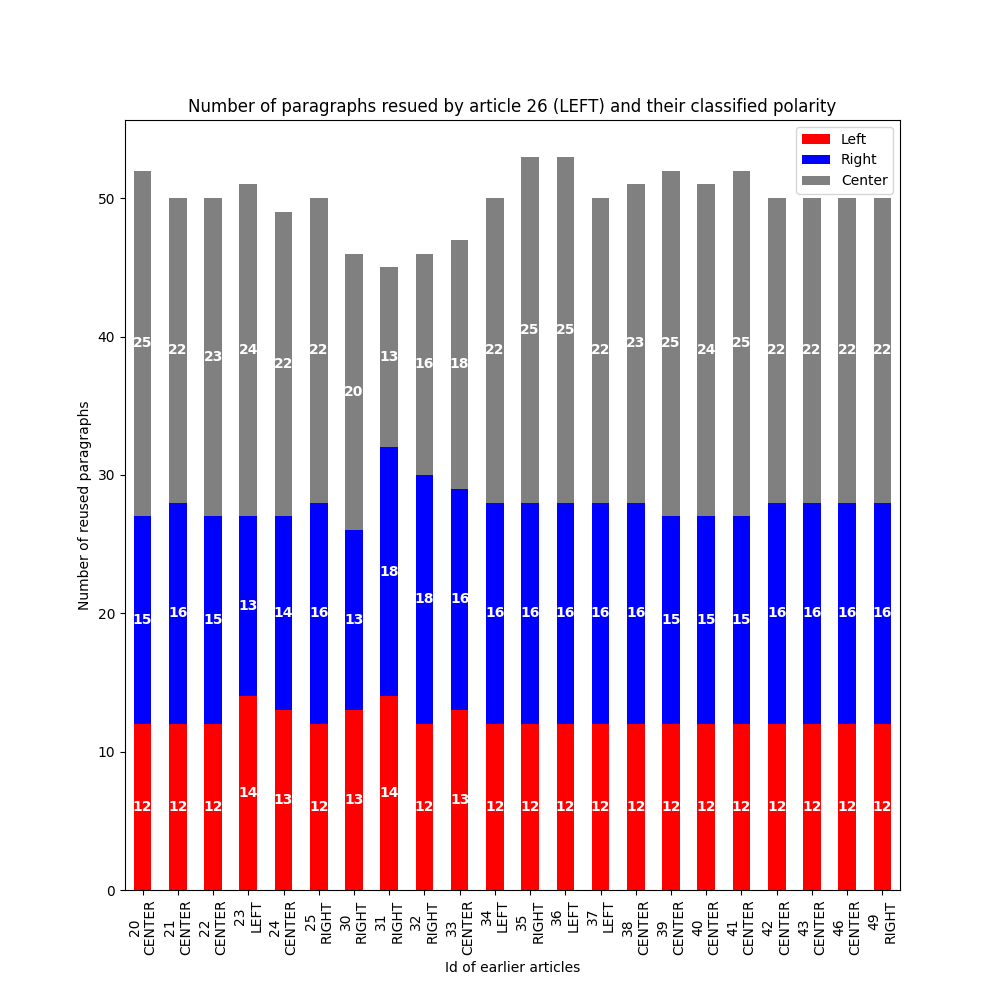 Number of paragraphs resued by article 26 (LEFT) and their classified polarity
Left
Right
Center
Number of reused paragraphs
50
40
30
20
10
0
25 22 23 24 22 22 20 13 16 18 22 25 25 22 23 25 24 25 22 22 22 22
15 16 15 13 14 16 13 18 18 16 16 16 16 16 16 15 15 15 16 16 16 16
12 12 12 14 13 12 13 14 12 13 12 12 12 12 12 12 12 12 12 12 12 12
20
CENTER
21
CENTER
22
CENTER
23
LEFT
24
CENTER
25
RIGHT
30
RIGHT
31
RIGHT
32
RIGHT
33
CENTER
34
LEFT
35
RIGHT
36
LEFT
37
LEFT
38
CENTER
39
CENTER
40
CENTER
41
CENTER
42
CENTER
43
CENTER
46
CENTER
49
RIGHT
Id of earlier articles